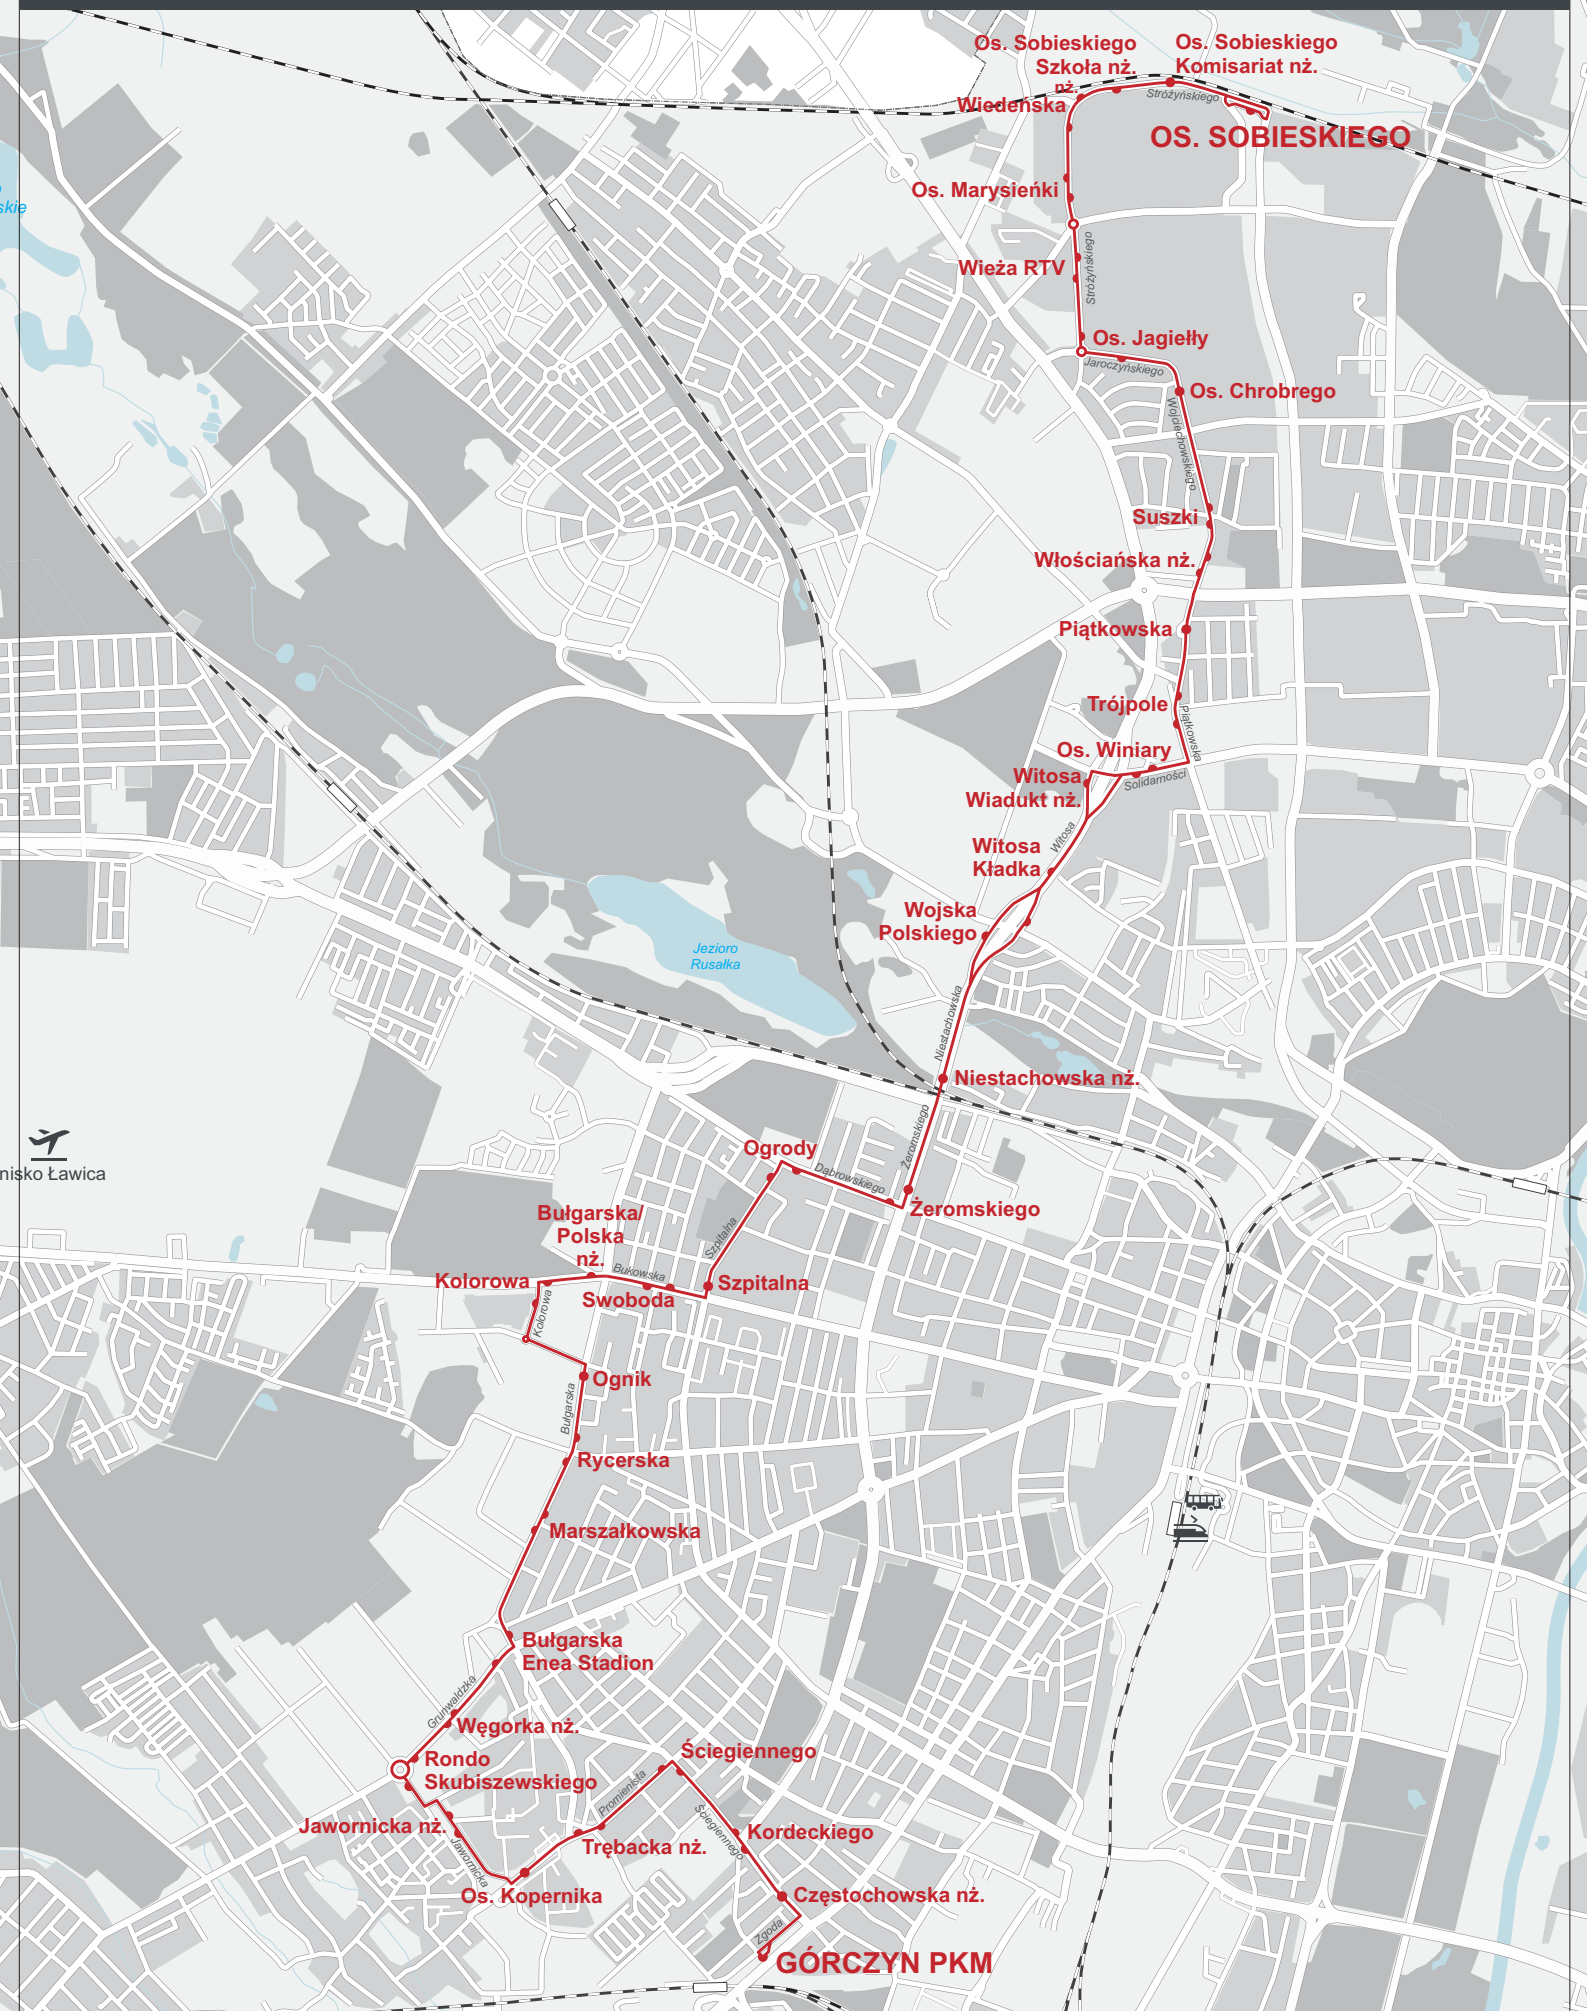 Os. Sobieskiego
Szkoła nż.
Os. Sobieskiego
Komisariat nż.
nż.
Wiedeńska
Stróżyńskiego
OS. SOBIESKIEGO
Os. Marysieńki
skie
Wieża RTV
Stróżyńskiego
Os. Jagiełły
Jaroczyńskiego
Os. Chrobrego
Wojciechowskiego
Suszki
Włościańska nż.
Piątkowska
Trójpole
Piątkowska
Os. Winiary
Solidarności
Witosa
Wiadukt nż.
Witosa
Witosa
Kładka
Wojska
Polskiego
Jezioro
Rusałka
Niestachowska
Niestachowska nż.
Żeromskiego
nisko Ławica
Ogrody
Dąbrowskiego
Żeromskiego
Bułgarska/
Polska
nż.
Szpitalna
Bukowska
Kolorowa
Szpitalna
Swoboda
Kolorowa
Ognik
Bułgarska
Rycerska
Marszałkowska
Bułgarska
Enea Stadion
Grunwaldzka
Węgorka nż.
Rondo
Skubiszewskiego
Ściegiennego
Promienista
Ściegiennego
Jawornicka nż.
Jawornicka
Trębacka nż.
Kordeckiego
Os. Kopernika
Częstochowska nż.
Zgoda
GÓRCZYN PKM